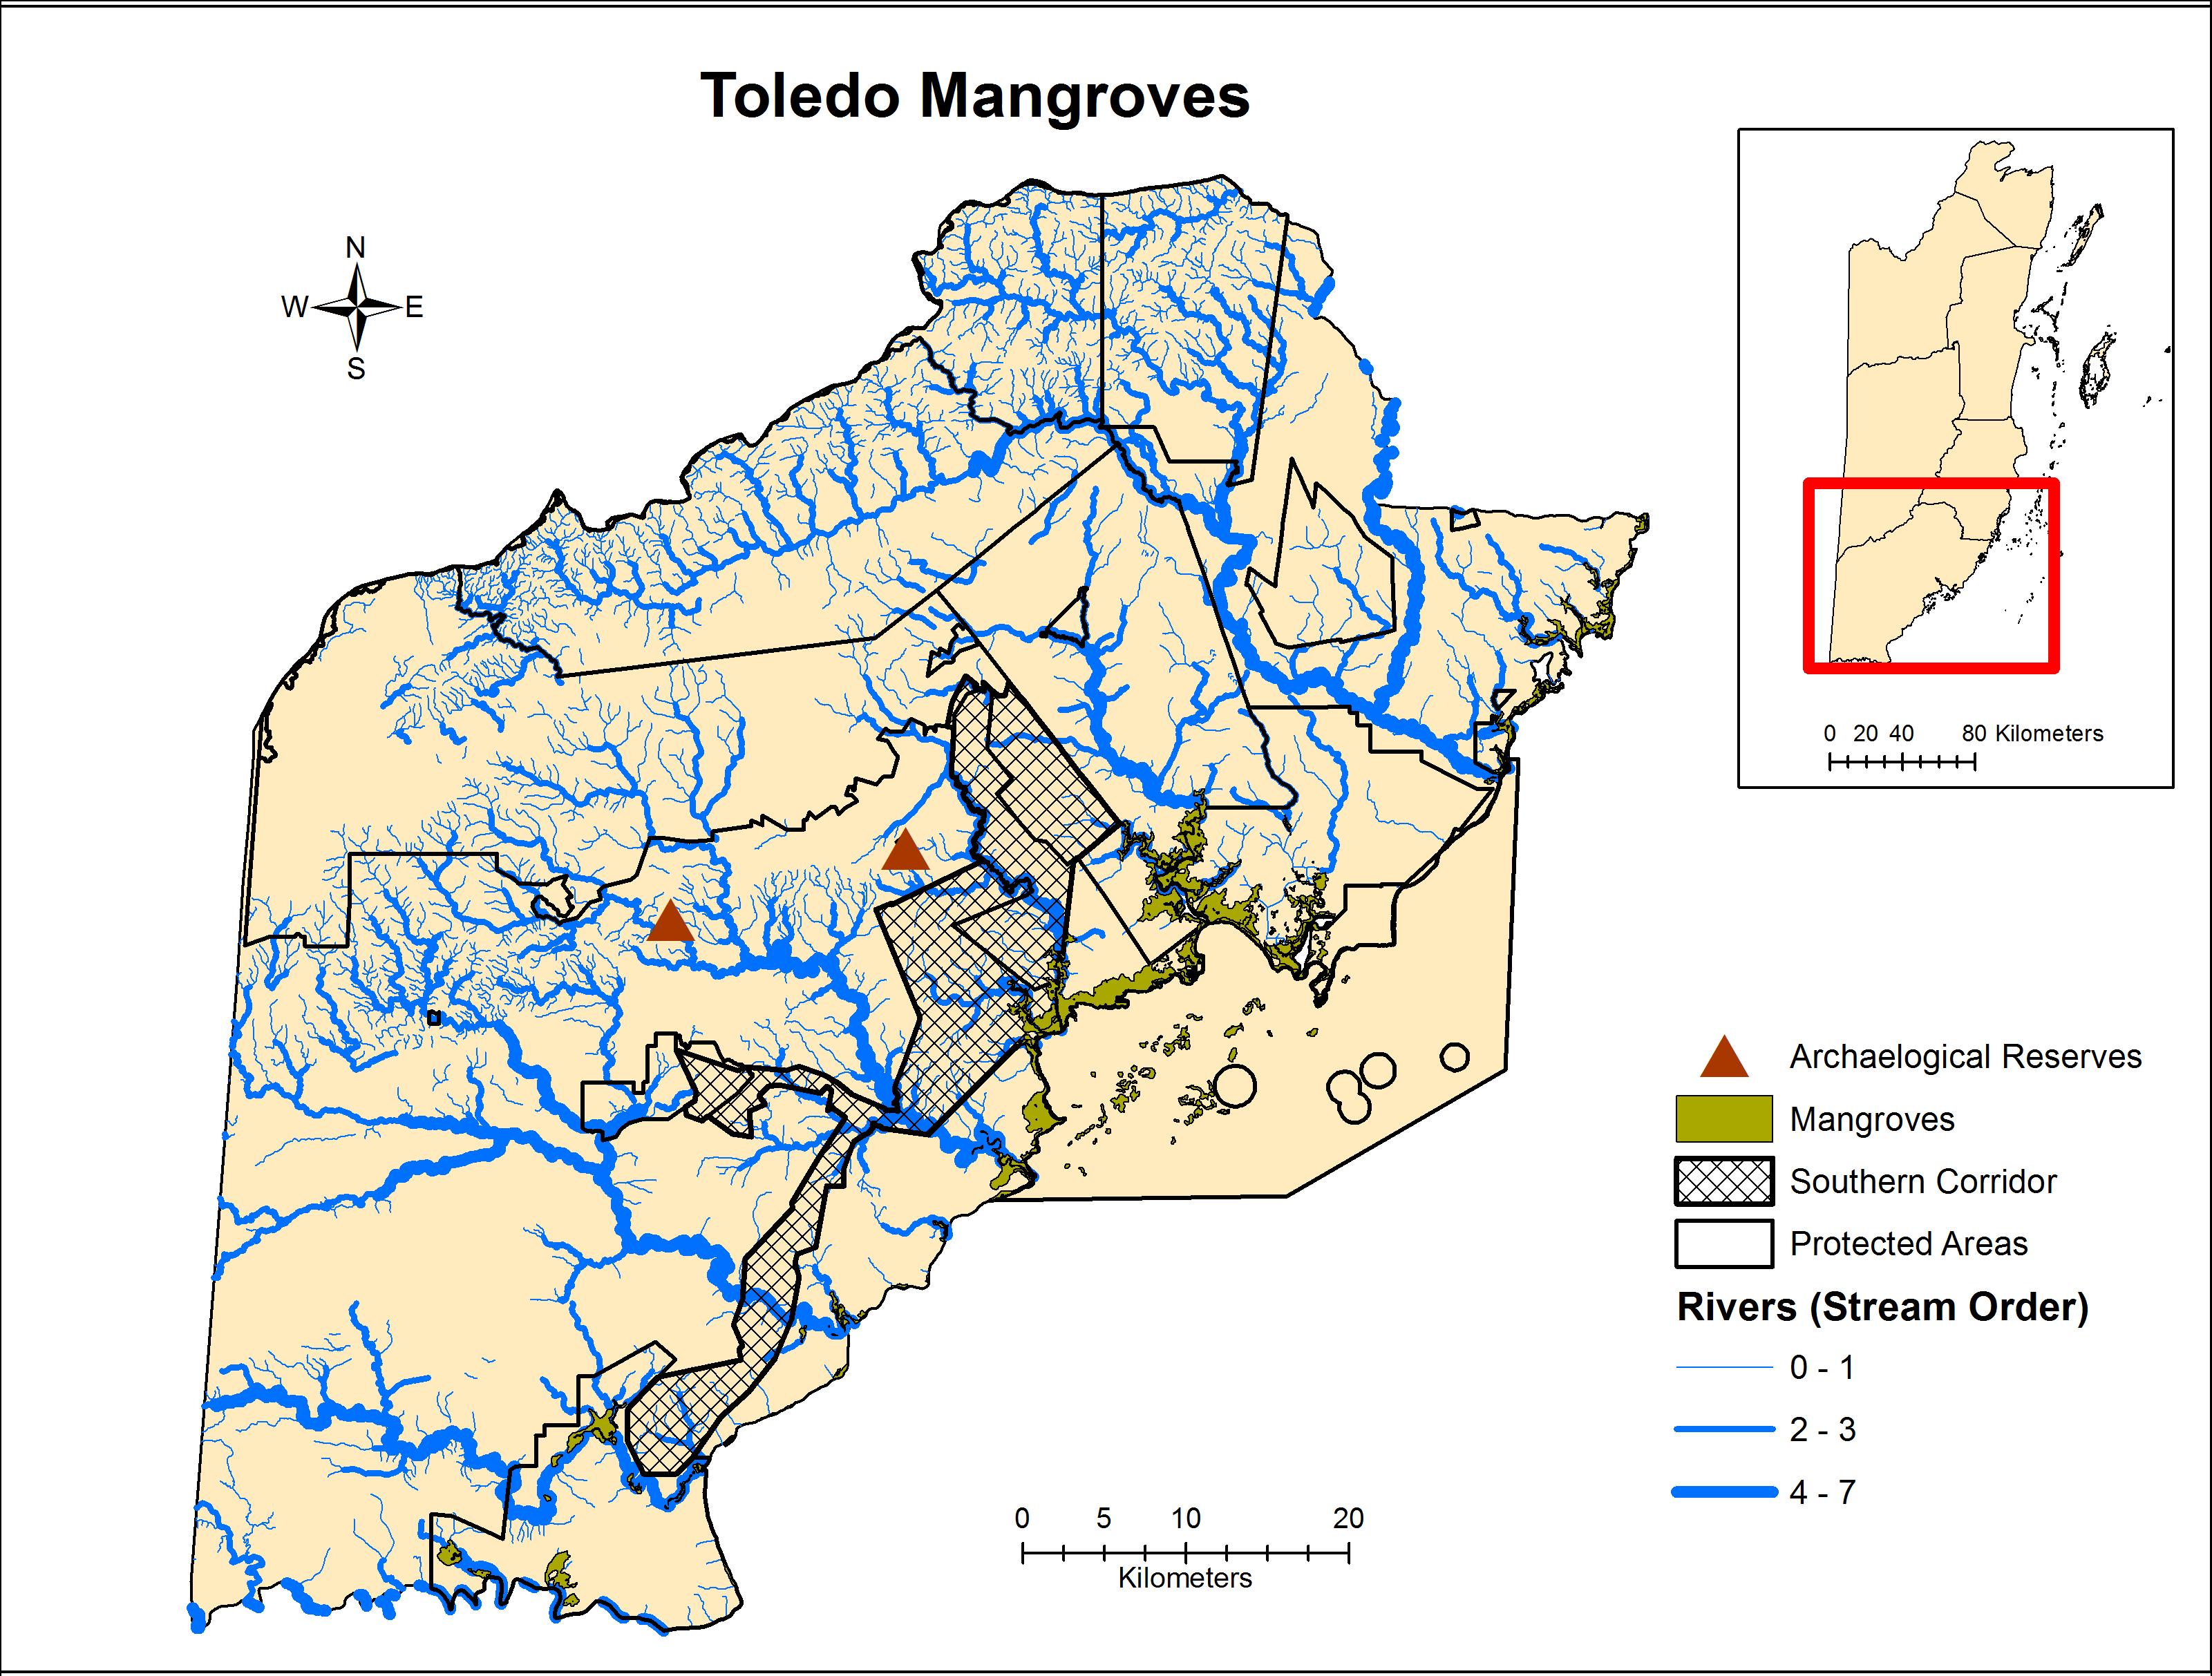 Toledo Mangroves
N
W E
S
0 20 40 80 Kilometers
Archaelogical Reserves
Mangroves
Southern Corridor
Protected Areas
Rivers (Stream Order)
0 - 1
2 - 3
4 - 7
0 5 10 20
Kilometers